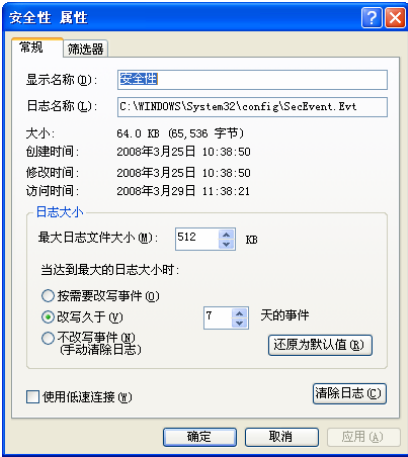 安全性 属性
常规 筛选器
显示名称(D): 安全性
日志名称(L): C:\WINDOWS\System32\config\SecEvent.Evt
大小: 64.0 KB (65,536 字节)
创建时间: 2008年3月25日 10:38:50
修改时间: 2008年3月25日 10:38:50
访问时间: 2008年3月29日 11:38:21
日志大小
最大日志文件大小(M): 512 KB
当达到最大的日志大小时:
按需要改写事件(O)
改写久于(V) 7 天的事件
不改写事件(N)
(手动清除日志)
还原为默认值(R)
使用低速连接(W)
清除日志(C)
确定 取消 应用(A)